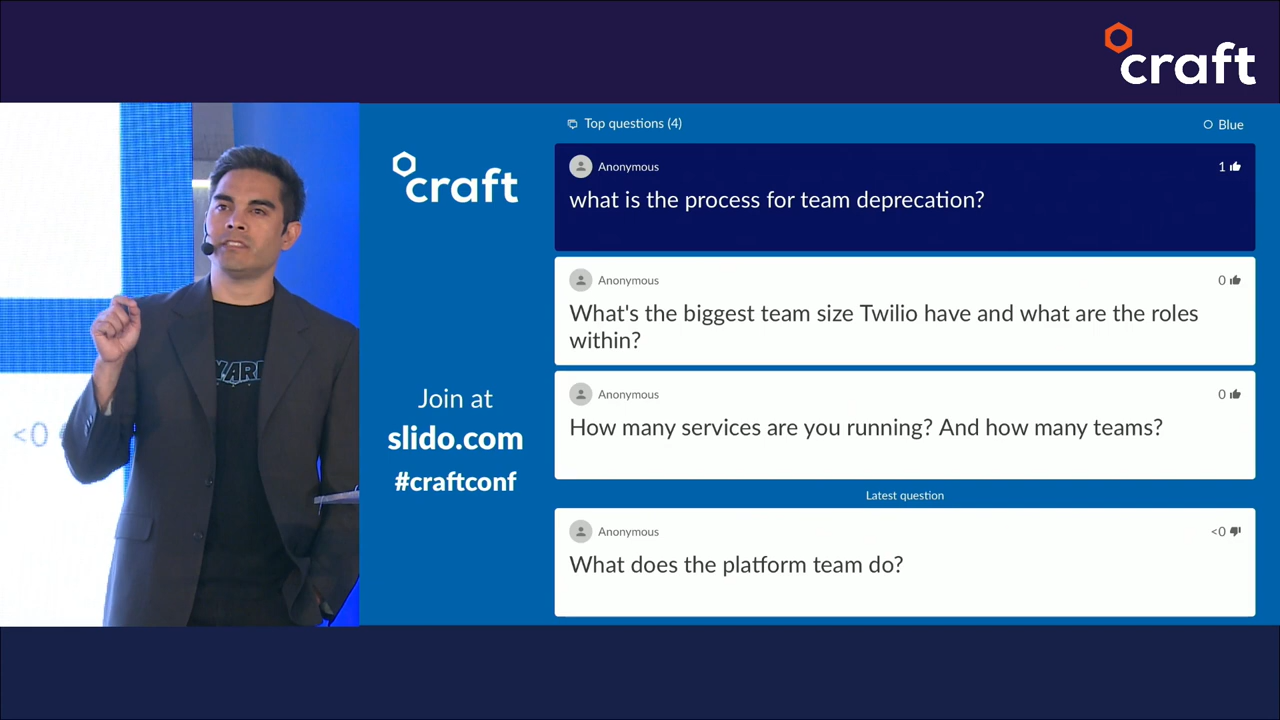 craft
Top questions (4)
Blue
craft
Anonymous
1
what is the process for team deprecation?
Anonymous
0
What's the biggest team size Twilio have and what are the roles
within?
Anonymous
0
How many services are you running? And how many teams?
Join at
slido.com
#craftconf
Latest question
Anonymous
<0
What does the platform team do?
<0